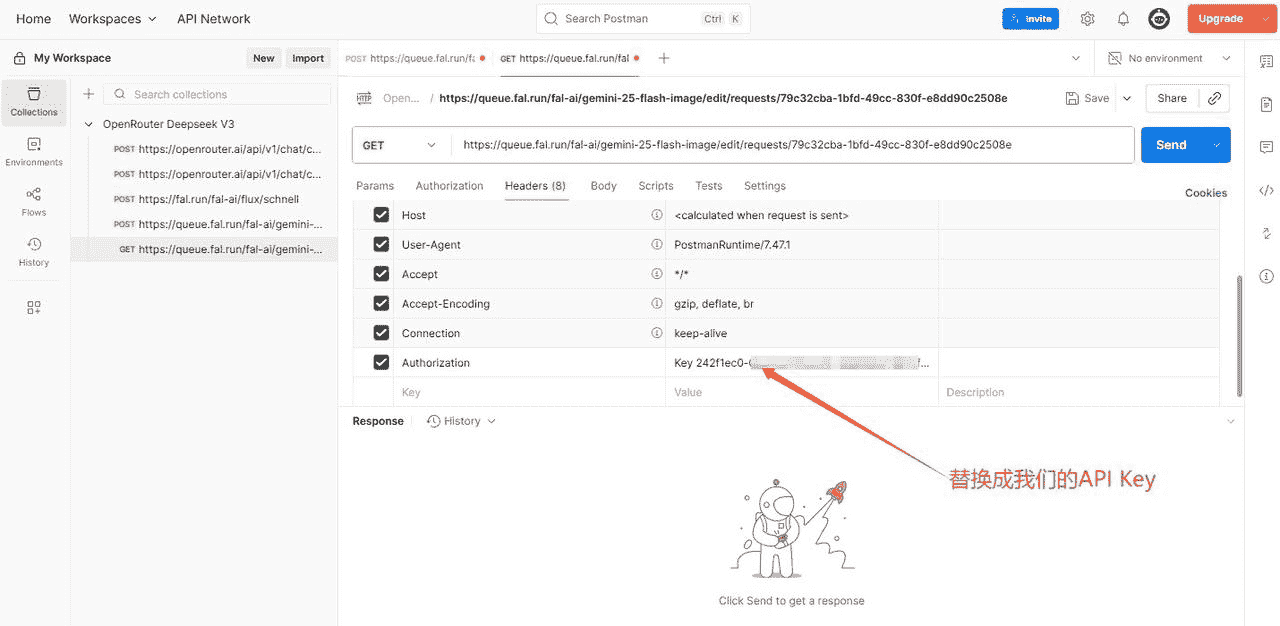 Home Workspaces API Network Search Postman Ctrl K Invite Upgrade
My Workspace New Import POST https://queue.fal.run/fa GET https://queue.fal.run/fal No environment
Collections
Environments
Flows
History
Search collections
OpenRouter Deepseek V3
POST https://openrouter.ai/api/v1/chat/c...
POST https://openrouter.ai/api/v1/chat/c...
POST https://fal.run/fal-ai/flux/schnell
POST https://queue.fal.run/fal-ai/gemini-...
GET https://queue.fal.run/fal-ai/gemini-...
HTTP Open... / https://queue.fal.run/fal-ai/gemini-25-flash-image/edit/requests/79c32cba-1bfd-49cc-830f-e8dd90c2508e Save Share
GET https://queue.fal.run/fal-ai/gemini-25-flash-image/edit/requests/79c32cba-1bfd-49cc-830f-e8dd90c2508e Send
Params Authorization Headers (8) Body Scripts Tests Settings Cookies
Host <calculated when request is sent>
User-Agent PostmanRuntime/7.47.1
Accept */*
Accept-Encoding gzip, deflate, br
Connection keep-alive
Authorization Key 242f1ec0-
Key Value Description
Response History
替换成我们的API Key
Click Send to get a response